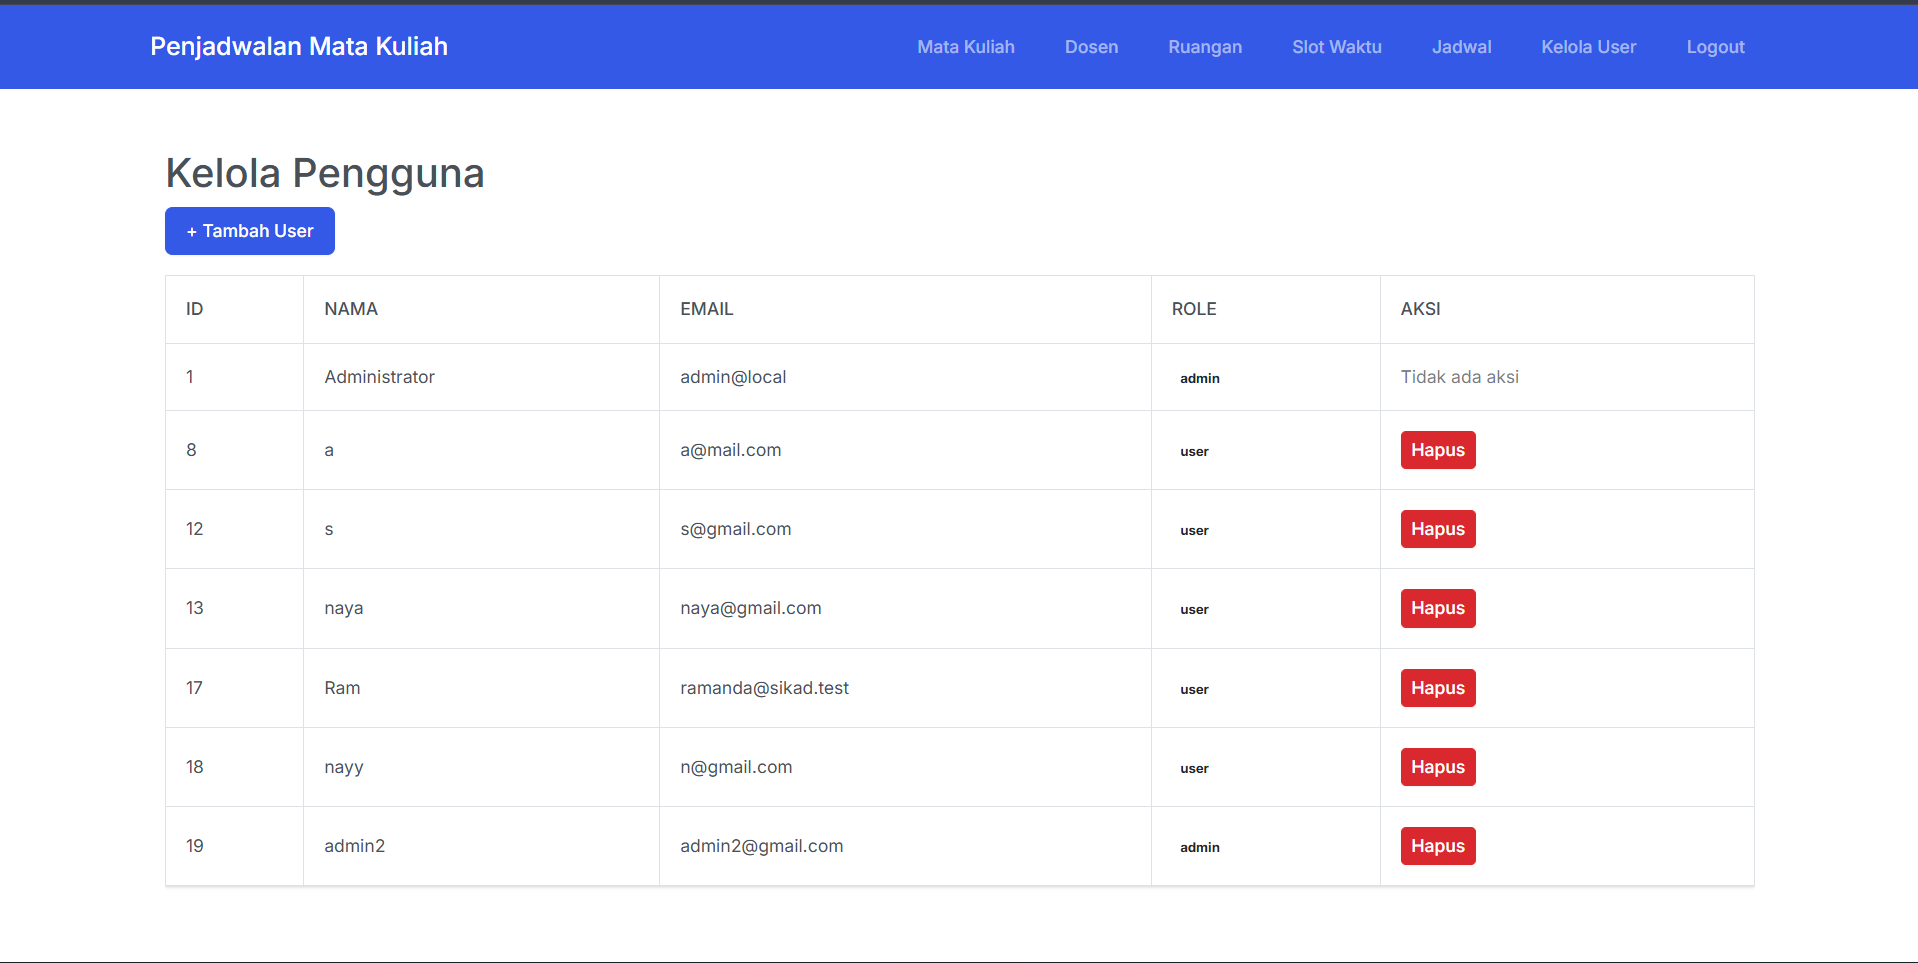 Penjadwalan Mata Kuliah Mata Kuliah Dosen Ruangan Slot Waktu Jadwal Kelola User Logout
Kelola Pengguna
+ Tambah User
ID NAMA EMAIL ROLE AKSI
1 Administrator admin@local admin Tidak ada aksi
8 a a@mail.com user Hapus
12 s s@gmail.com user Hapus
13 naya naya@gmail.com user Hapus
17 Ram ramanda@sikad.test user Hapus
18 nayy n@gmail.com user Hapus
19 admin2 admin2@gmail.com admin Hapus